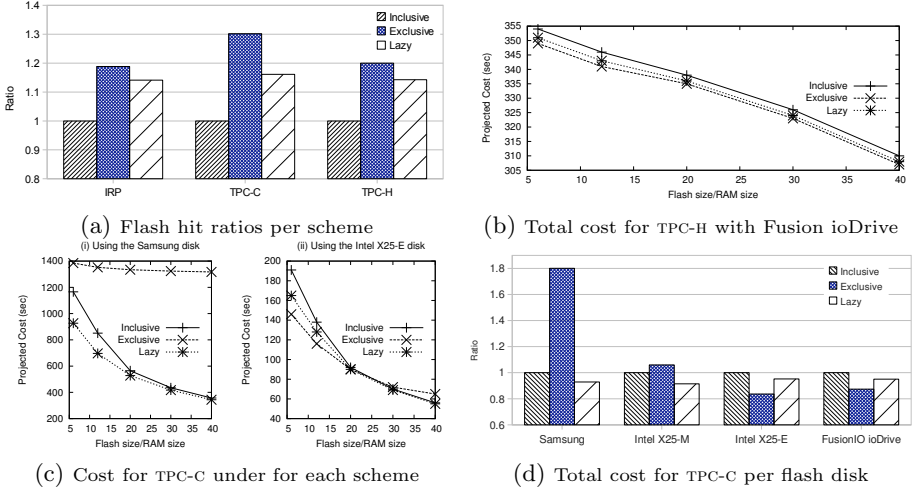 1.4
1.3
1.2
1.1
1
0.9
0.8
Ratio
Inclusive
Exclusive
Lazy
IRP TPC-C TPC-H
(a) Flash hit ratios per scheme
355
350
345
340
335
330
325
320
315
310
305
Projected Cost (sec)
Inclusive
Exclusive
Lazy
5 10 15 20 25 30 35 40
Flash size/RAM size
(b) Total cost for TPC-H with Fusion ioDrive
(i) Using the Samsung disk
1400
1200
1000
800
600
400
200
Projected Cost (sec)
Inclusive
Exclusive
Lazy
5 10 15 20 25 30 35 40
Flash size/RAM size
(ii) Using the Intel X25-E disk
200
180
160
140
120
100
80
60
40
Projected Cost (sec)
Inclusive
Exclusive
Lazy
5 10 15 20 25 30 35 40
Flash size/RAM size
(c) Cost for TPC-C under for each scheme
1.8
1.6
1.4
1.2
1
0.8
0.6
Ratio
Inclusive
Exclusive
Lazy
Samsung Intel X25-M Intel X25-E FusionIO ioDrive
(d) Total cost for TPC-C per flash disk